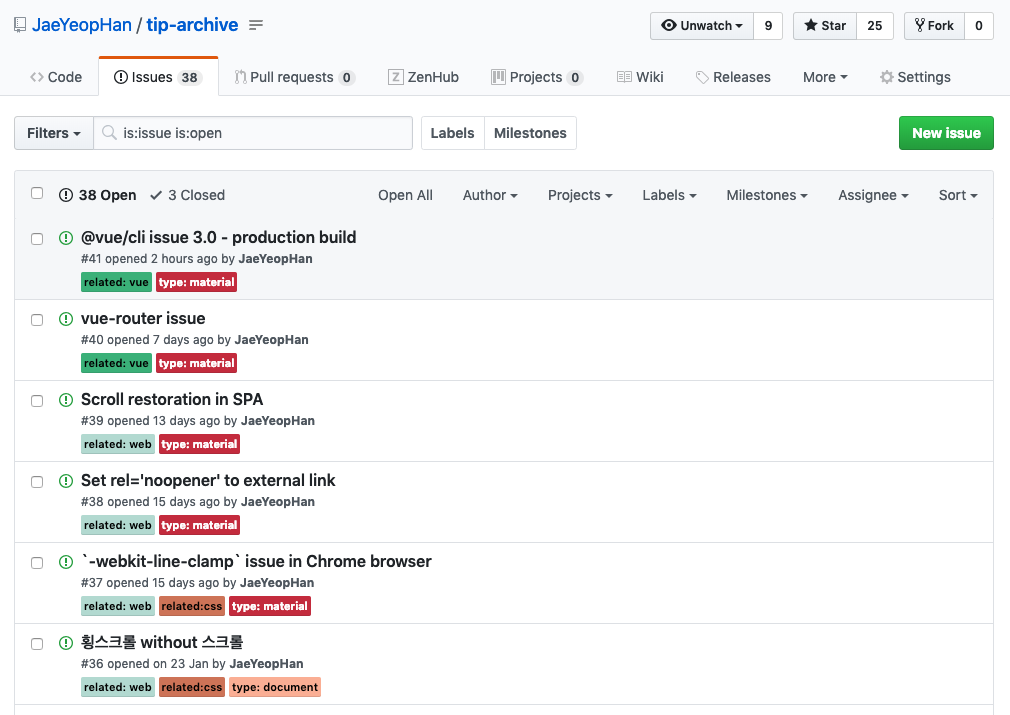 JaeYeopHan / tip-archive
Unwatch 9 Star 25 Fork 0
Code Issues 38 Pull requests 0 ZenHub Projects 0 Wiki Releases More Settings
Filters is:issue is:open Labels Milestones New issue
38 Open 3 Closed Open All Author Projects Labels Milestones Assignee Sort
@vue/cli issue 3.0 - production build
#41 opened 2 hours ago by JaeYeopHan
related: vue type: material
vue-router issue
#40 opened 7 days ago by JaeYeopHan
related: vue type: material
Scroll restoration in SPA
#39 opened 13 days ago by JaeYeopHan
related: web type: material
Set rel='noopener' to external link
#38 opened 15 days ago by JaeYeopHan
related: web type: material
`-webkit-line-clamp` issue in Chrome browser
#37 opened 15 days ago by JaeYeopHan
related: web related:css type: material
횡스크롤 without 스크롤
#36 opened on 23 Jan by JaeYeopHan
related: web related:css type: document